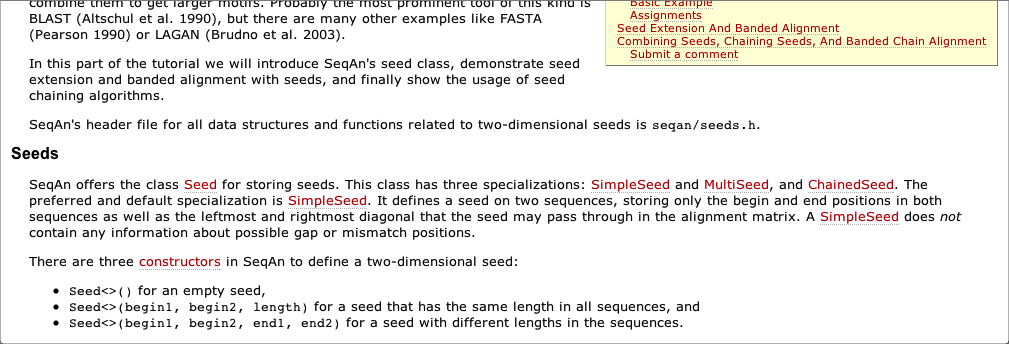 combine them to get larger motifs. Probably the most prominent tool of this kind is
BLAST (Altschul et al. 1990), but there are many other examples like FASTA
(Pearson 1990) or LAGAN (Brudno et al. 2003).
In this part of the tutorial we will introduce SeqAn's seed class, demonstrate seed
extension and banded alignment with seeds, and finally show the usage of seed
chaining algorithms.
Basic Example
Assignments
Seed Extension And Banded Alignment
Combining Seeds, Chaining Seeds, And Banded Chain Alignment
Submit a comment
SeqAn's header file for all data structures and functions related to two-dimensional seeds is seqan/seeds.h.
Seeds
SeqAn offers the class Seed for storing seeds. This class has three specializations: SimpleSeed and MultiSeed, and ChainedSeed. The
preferred and default specialization is SimpleSeed. It defines a seed on two sequences, storing only the begin and end positions in both
sequences as well as the leftmost and rightmost diagonal that the seed may pass through in the alignment matrix. A SimpleSeed does not
contain any information about possible gap or mismatch positions.
There are three constructors in SeqAn to define a two-dimensional seed:
• Seed<>() for an empty seed,
• Seed<>(begin1, begin2, length) for a seed that has the same length in all sequences, and
• Seed<>(begin1, begin2, end1, end2) for a seed with different lengths in the sequences.